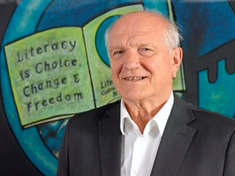 Literacy
is Choice,
Change &
Freedom